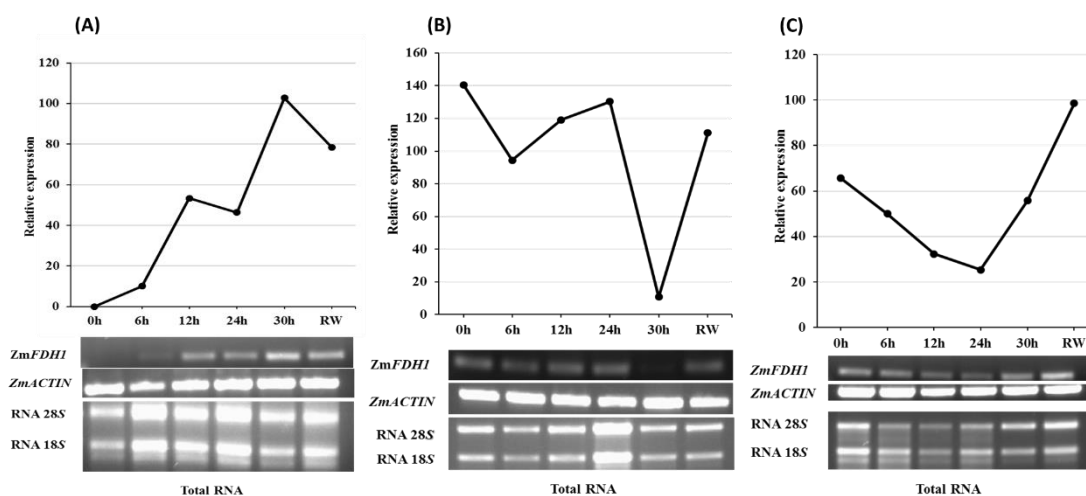 (A)
120
100
80
60
40
20
0
Relative expression
0h 6h 12h 24h 30h RW
ZmFDH1
ZmACTIN
RNA 28S
RNA 18S
Total RNA
(B)
160
140
120
100
80
60
40
20
0
Relative expression
0h 6h 12h 24h 30h RW
ZmFDH1
ZmACTIN
RNA 28S
RNA 18S
Total RNA
(C)
120
100
80
60
40
20
0
Relative expression
0h 6h 12h 24h 30h RW
ZmFDH1
ZmACTIN
RNA 28S
RNA 18S
Total RNA